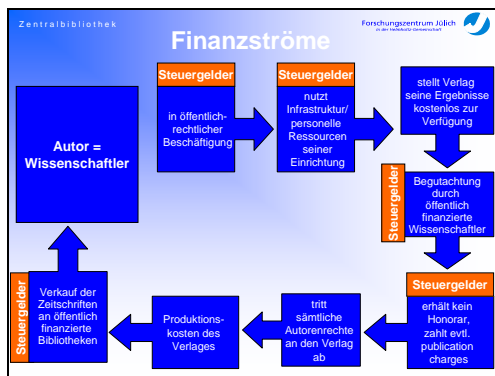 Zentralbibliothek
Forschungszentrum Jülich
in der Helmholtz-Gemeinschaft
Finanzströme
Autor =
Wissenschaftler
Steuergelder
in öffentlich-
rechtlicher
Beschäftigung
Steuergelder
nutzt
Infrastruktur/
personelle
Ressourcen
seiner
Einrichtung
stellt Verlag
seine Ergebnisse
kostenlos zur
Verfügung
Steuergelder
Begutachtung
durch
öffentlich
finanzierte
Wissenschaftler
Steuergelder
erhält kein
Honorar,
zahlt evtl.
publication
charges
tritt
sämtliche
Autorenrechte
an den Verlag
ab
Produktions-
kosten des
Verlages
Steuergelder
Verkauf der
Zeitschriften
an öffentlich
finanzierte
Bibliotheken